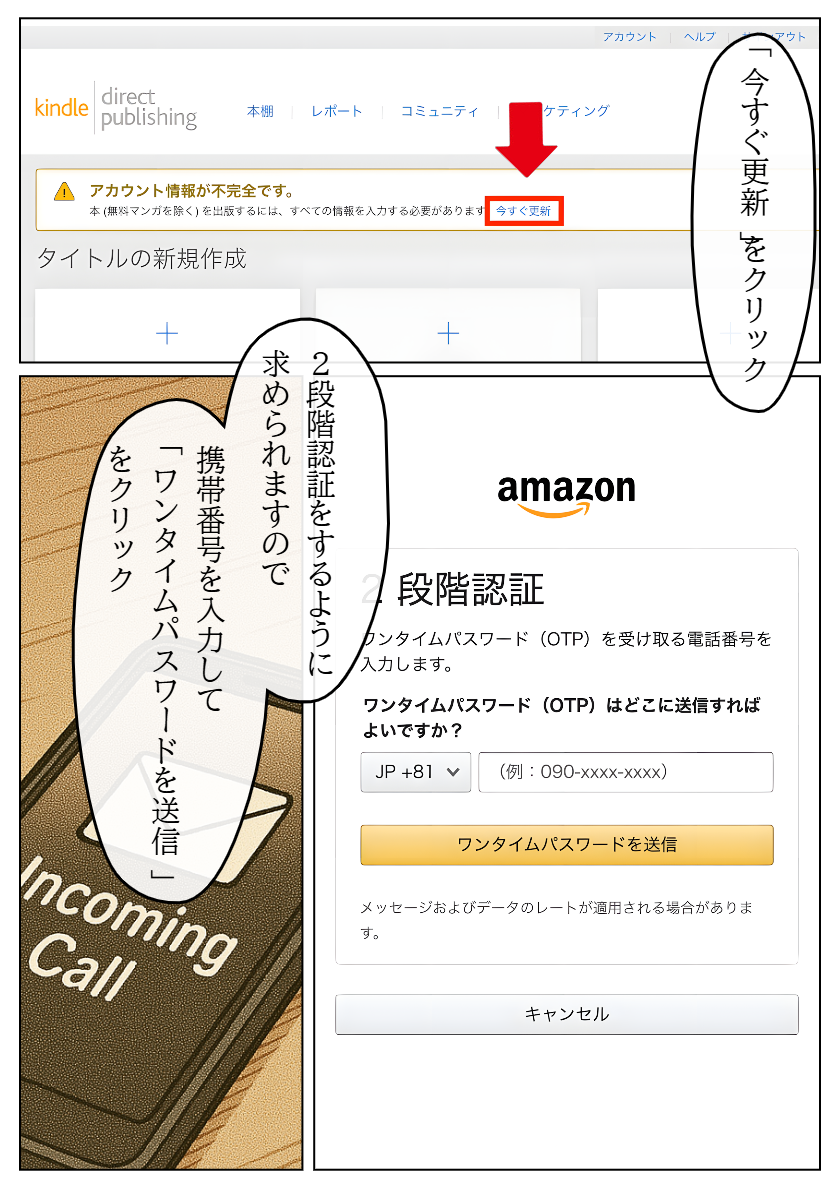 アカウント
ヘルプ
kindle direct publishing
本棚
レポート
コミュニティ
ケティング
アカウント情報が不完全です。
本 (無料マンガを除く) を出版するには、すべての情報を入力する必要があります
今すぐ更新
タイトルの新規作成
「今すぐ更新」をクリック
2段階認証をするように
求められますので
携帯番号を入力して
「ワンタイムパスワードを送信」
をクリック
Incoming
Call
amazon
2 段階認証
ワンタイムパスワード（OTP）を受け取る電話番号を
入力します。
ワンタイムパスワード（OTP）はどこに送信すれば
よいですか？
JP +81
（例：090-xxxx-xxxx）
ワンタイムパスワードを送信
メッセージおよびデータのレートが適用される場合がありま
す。
キャンセル